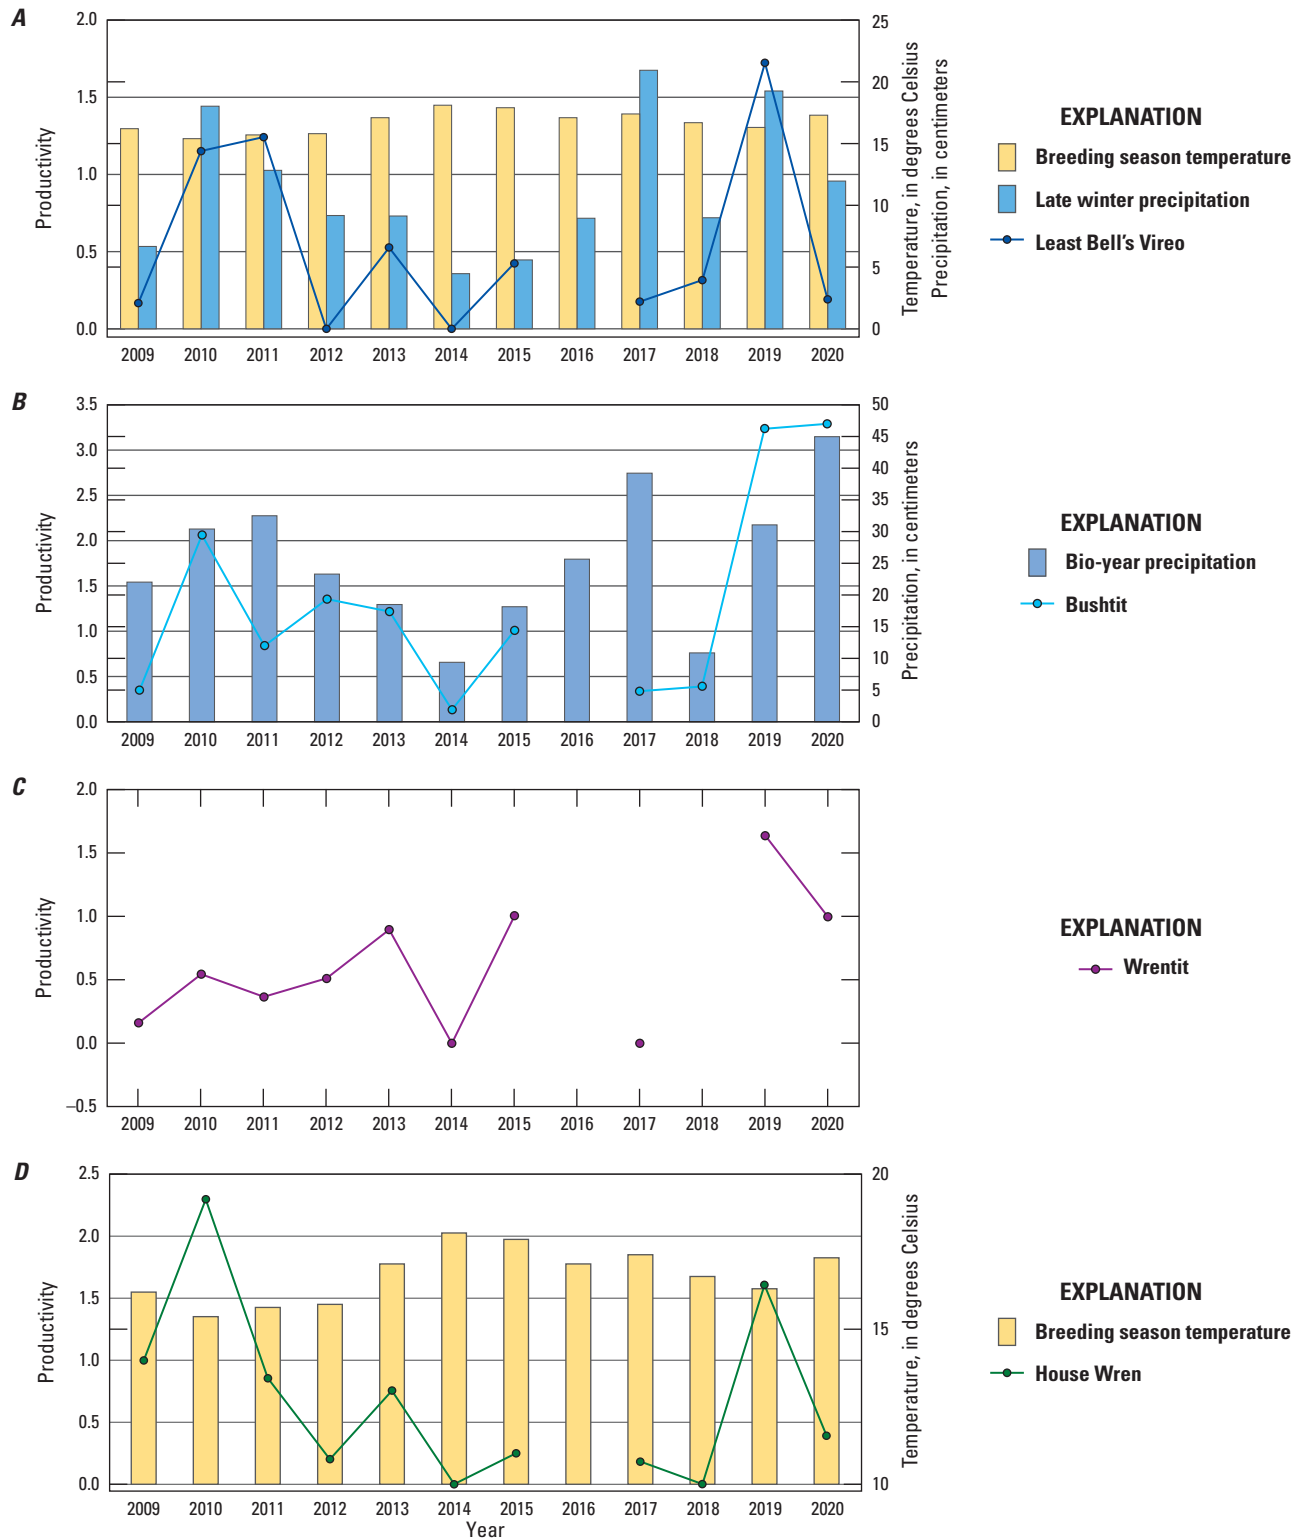 A
2.0
1.5
1.0
0.5
0.0
Productivity
25
20
15
10
5
0
Temperature, in degrees Celsius
Precipitation, in centimeters
2009 2010 2011 2012 2013 2014 2015 2016 2017 2018 2019 2020
EXPLANATION
Breeding season temperature
Late winter precipitation
Least Bell's Vireo
B
3.5
3.0
2.5
2.0
1.5
1.0
0.5
0.0
Productivity
50
45
40
35
30
25
20
15
10
5
0
Precipitation, in centimeters
2009 2010 2011 2012 2013 2014 2015 2016 2017 2018 2019 2020
EXPLANATION
Bio-year precipitation
Bushtit
C
2.0
1.5
1.0
0.5
0.0
–0.5
Productivity
2009 2010 2011 2012 2013 2014 2015 2016 2017 2018 2019 2020
EXPLANATION
Wrentit
D
2.5
2.0
1.5
1.0
0.5
0.0
Productivity
20
15
10
Temperature, in degrees Celsius
2009 2010 2011 2012 2013 2014 2015 2016 2017 2018 2019 2020
Year
EXPLANATION
Breeding season temperature
House Wren